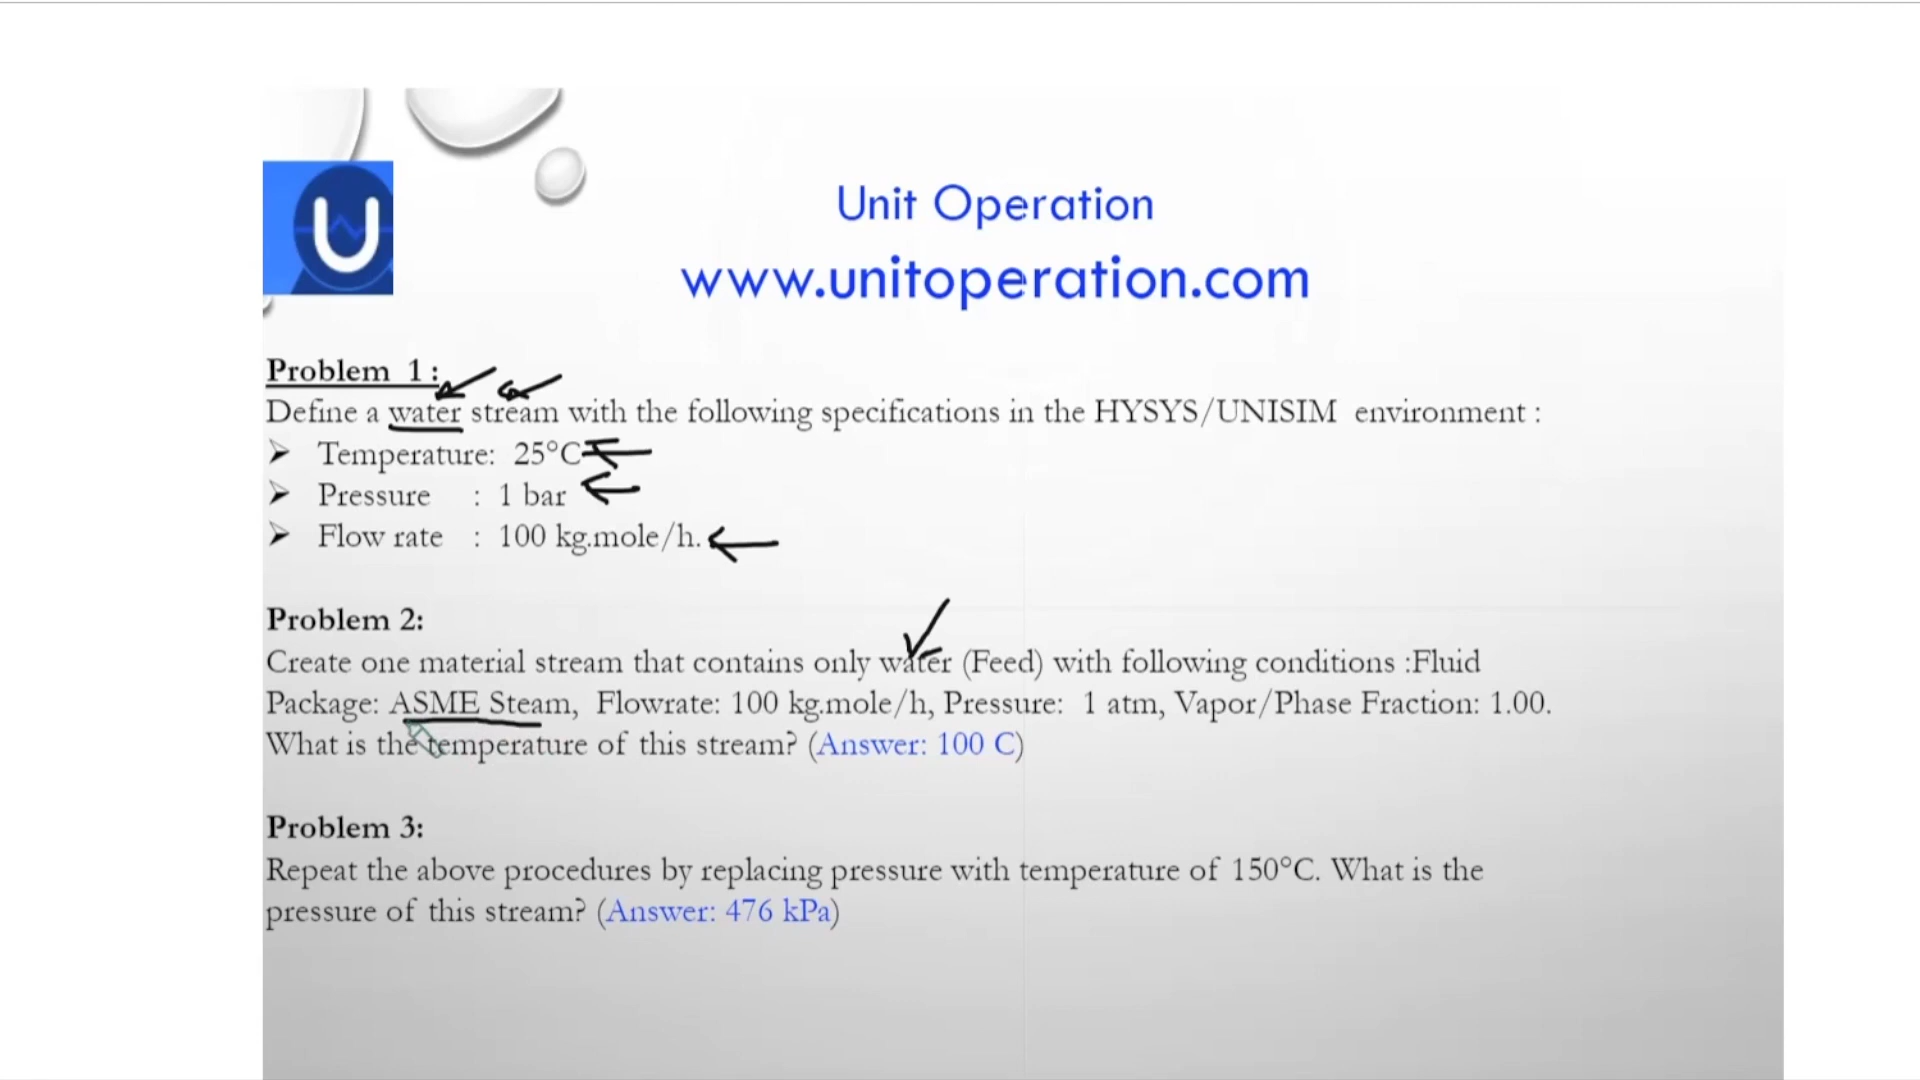 U
Unit Operation
www.unitoperation.com
Problem 1:
Define a water stream with the following specifications in the HYSYS/UNISIM environment :
➢ Temperature: 25°C
➢ Pressure : 1 bar
➢ Flow rate : 100 kg.mole/h.
Problem 2:
Create one material stream that contains only water (Feed) with following conditions :Fluid
Package: ASME Steam, Flowrate: 100 kg.mole/h, Pressure: 1 atm, Vapor/Phase Fraction: 1.00.
What is the temperature of this stream? (Answer: 100 C)
Problem 3:
Repeat the above procedures by replacing pressure with temperature of 150°C. What is the
pressure of this stream? (Answer: 476 kPa)